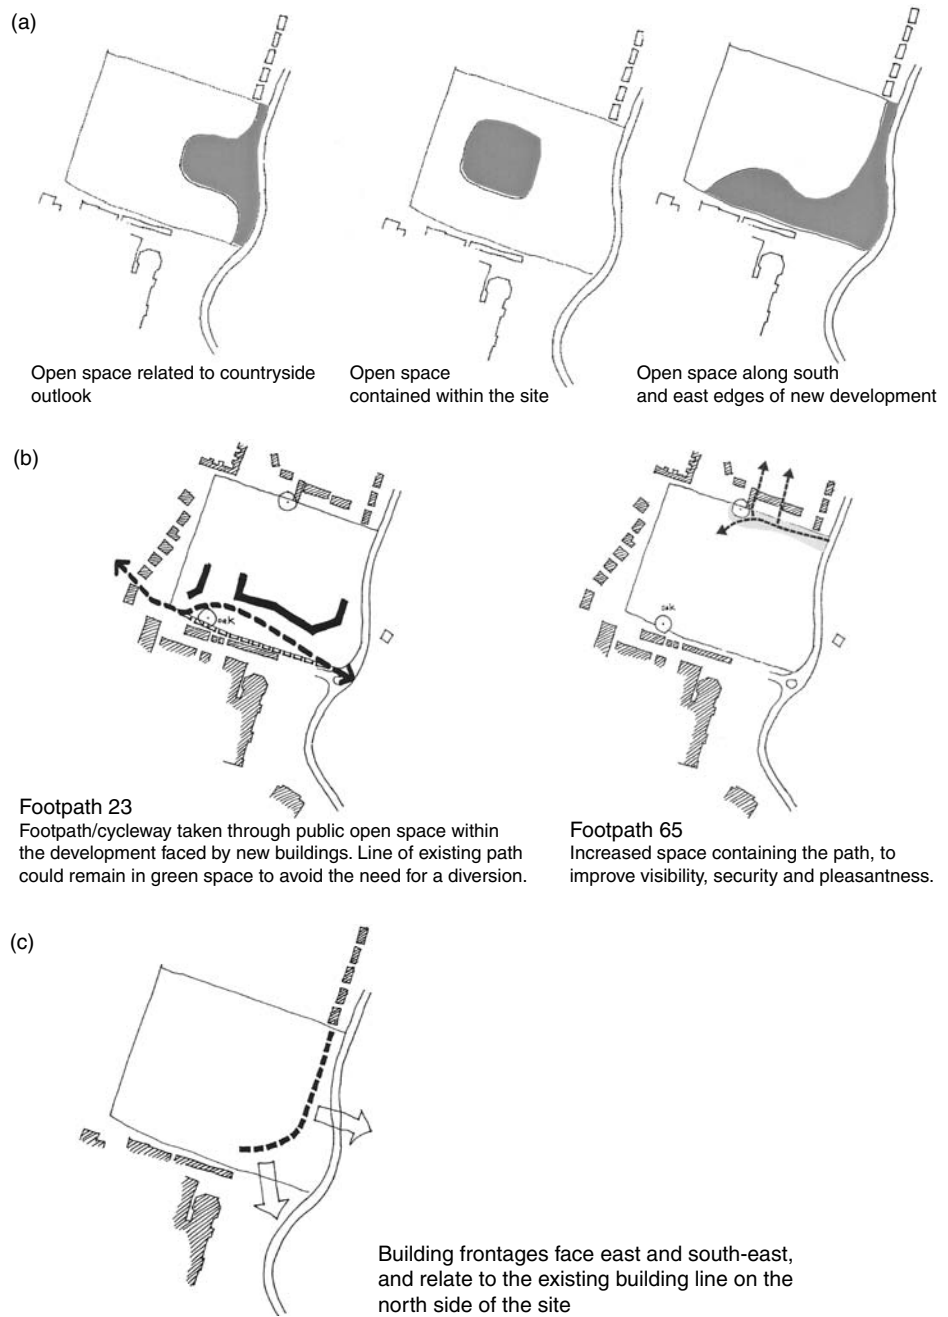 (a)
Open space related to countryside
outlook
Open space
contained within the site
Open space along south
and east edges of new development
(b)
oak
oak
Footpath 23
Footpath/cycleway taken through public open space within
the development faced by new buildings. Line of existing path
could remain in green space to avoid the need for a diversion.
Footpath 65
Increased space containing the path, to
improve visibility, security and pleasantness.
(c)
Building frontages face east and south-east,
and relate to the existing building line on the
north side of the site